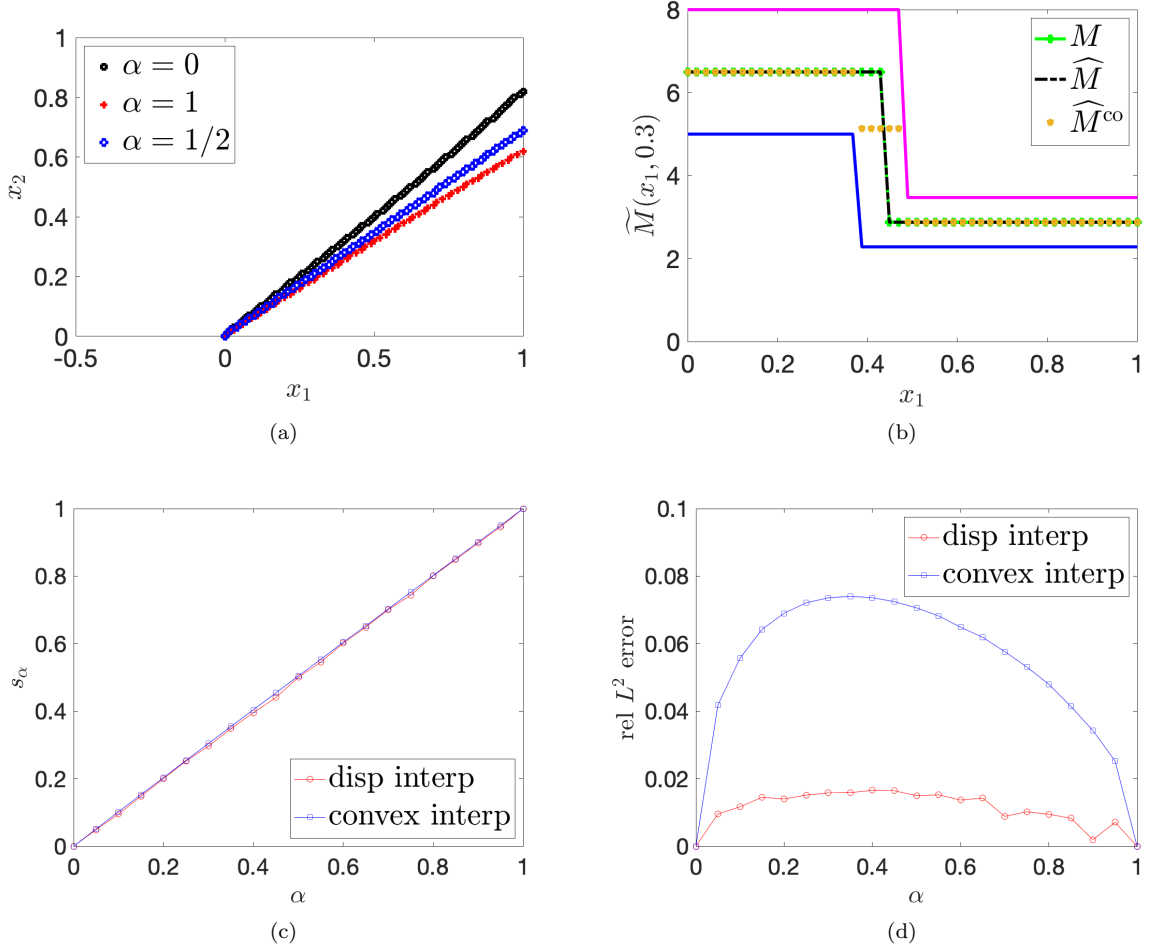 1
0.8
0.6
0.4
0.2
0
x₂
α = 0
α = 1
α = 1/2
-0.5
0
0.5
1
x₁
(a)
8
6
4
2
0
M̃(x₁, 0.3)
M
M̂
M̂ᶜᵒ
0
0.2
0.4
0.6
0.8
1
x₁
(b)
1
0.8
0.6
0.4
0.2
0
sα
disp interp
convex interp
0
0.2
0.4
0.6
0.8
1
α
(c)
0.1
0.08
0.06
0.04
0.02
0
rel L² error
disp interp
convex interp
0
0.2
0.4
0.6
0.8
1
α
(d)